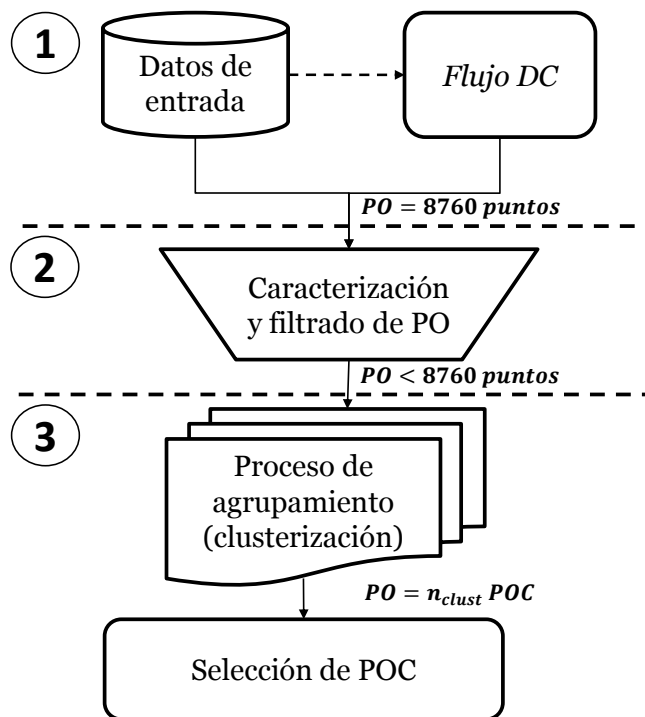 1
Datos de
entrada
Flujo DC
PO = 8760 puntos
2
Caracterización
y filtrado de PO
PO < 8760 puntos
3
Proceso de
agrupamiento
(clusterización)
PO = n_clust POC
Selección de POC